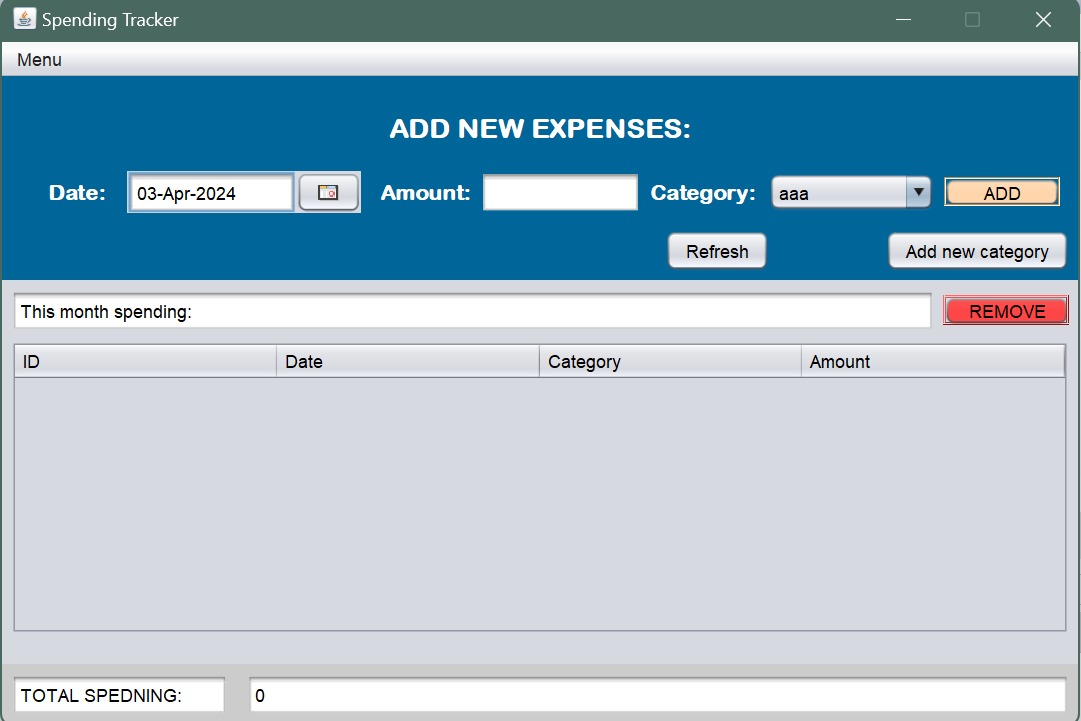 Spending Tracker
Menu
ADD NEW EXPENSES:
Date: 03-Apr-2024 Amount: Category: aaa ADD
Refresh Add new category
This month spending: REMOVE
ID Date Category Amount
TOTAL SPEDNING: 0